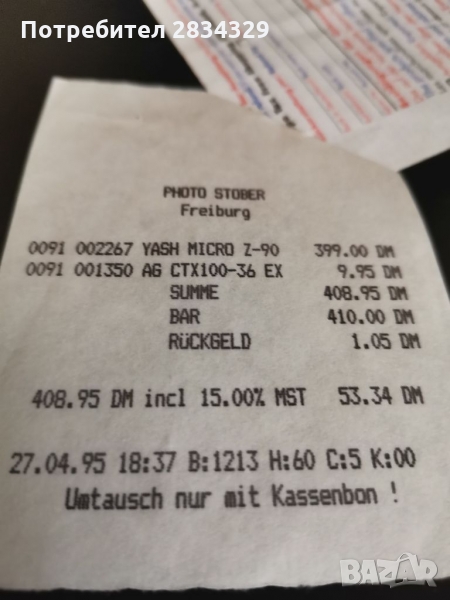 Потребител 2834329
PHOTO STOBER
Freiburg
0091 002267 YASH MICRO Z-90 399.00 DM
0091 001350 AG CTX100-36 EX 9.95 DM
SUMME 408.95 DM
BAR 410.00 DM
RüCKGELD 1.05 DM
408.95 DM incl 15.00% MST 53.34 DM
27.04.95 18:37 B:1213 H:60 C:5 K:00
Umtausch nur mit Kassenbon !
BAZAR